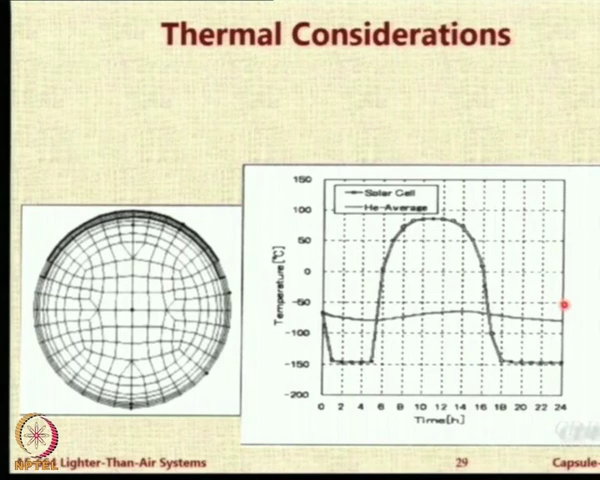 Thermal Considerations
Solar Cell
He-Average
Temperature[℃]
150
100
50
0
-50
-100
-150
-200
0 2 4 6 8 10 12 14 16 18 20 22 24
Time[h]
NPTEL
Lighter-Than-Air Systems
29
Capsule-